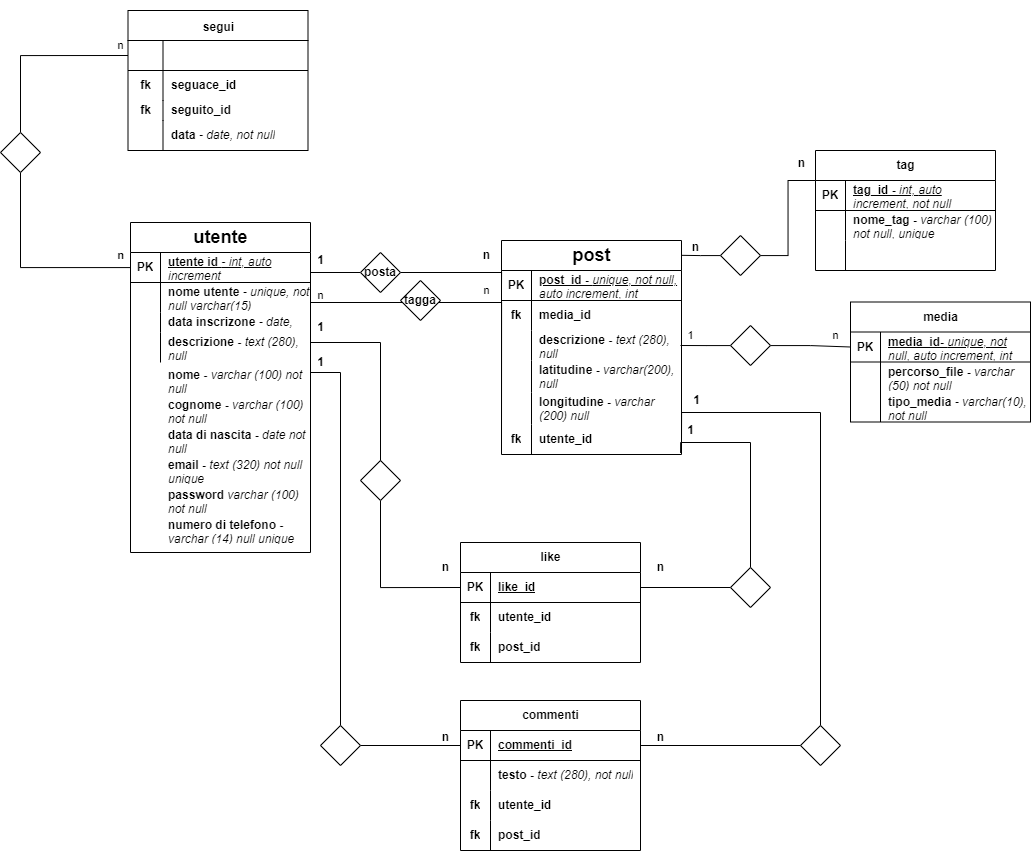 segui
n
fk seguace_id
fk seguito_id
data - date, not null
n
utente
PK utente id - int, auto
increment
nome utente - unique, not
null varchar(15)
data inscrizone - date,
descrizione - text (280),
null
nome - varchar (100) not
null
cognome - varchar (100)
not null
data di nascita - date not
null
email - text (320) not null
unique
password varchar (100)
not null
numero di telefono -
varchar (14) null unique
1
posta
n
n
tagga
n
1
1
post
PK post_id - unique, not null,
auto increment, int
fk media_id
descrizione - text (280),
null
latitudine - varchar(200),
null
longitudine - varchar
(200) null
fk utente_id
n
n
tag
PK tag_id - int, auto
increment, not null
nome_tag - varchar (100)
not null, unique
1
n
media
PK media_id- unique, not
null, auto increment, int
percorso_file - varchar
(50) not null
tipo_media - varchar(10),
not null
1
1
like
n
PK like_id
n
fk utente_id
fk post_id
commenti
n
PK commenti_id
n
testo - text (280), not null
fk utente_id
fk post_id